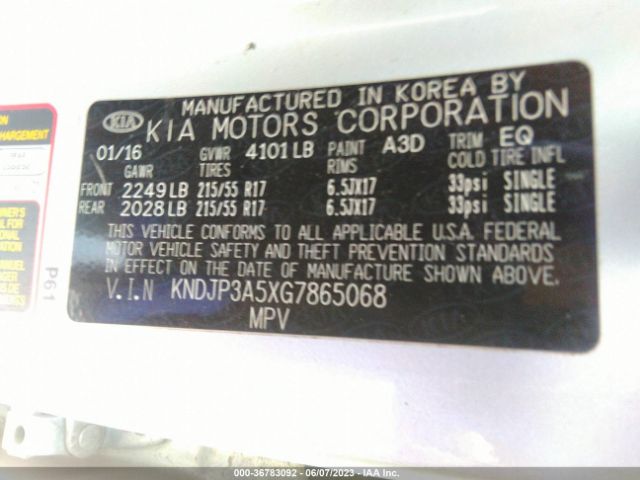 MANUFACTURED IN KOREA BY
KIA KIA MOTORS CORPORATION
01/16 GVWR 4101 LB PAINT A3D TRIM EQ
GAWR TIRES RIMS COLD TIRE INFL
FRONT 2249 LB 215/55 R17 6.5JX17 33psi SINGLE
REAR 2028 LB 215/55 R17 6.5JX17 33psi SINGLE
THIS VEHICLE CONFORMS TO ALL APPLICABLE U.S.A. FEDERAL
MOTOR VEHICLE SAFETY AND THEFT PREVENTION STANDARDS
IN EFFECT ON THE DATE OF MANUFACTURE SHOWN ABOVE.
V.I.N KNDJP3A5XG7865068
MPV
P61
© 2023 Copyright - 36783092 - 06/07/2023 - IAA Inc.